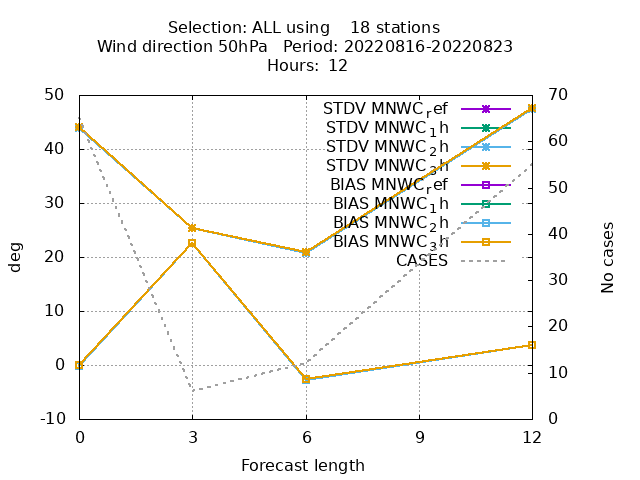 Selection: ALL using    18 stations
Wind direction 50hPa   Period: 20220816-20220823
Hours:  12
50
40
30
20
10
0
-10
70
60
50
40
30
20
10
0
STDV MNWC_ref
STDV MNWC_1h
STDV MNWC_2h
STDV MNWC_3h
BIAS MNWC_ref
BIAS MNWC_1h
BIAS MNWC_2h
BIAS MNWC_3h
CASES
deg
No cases
0 3 6 9 12
Forecast length